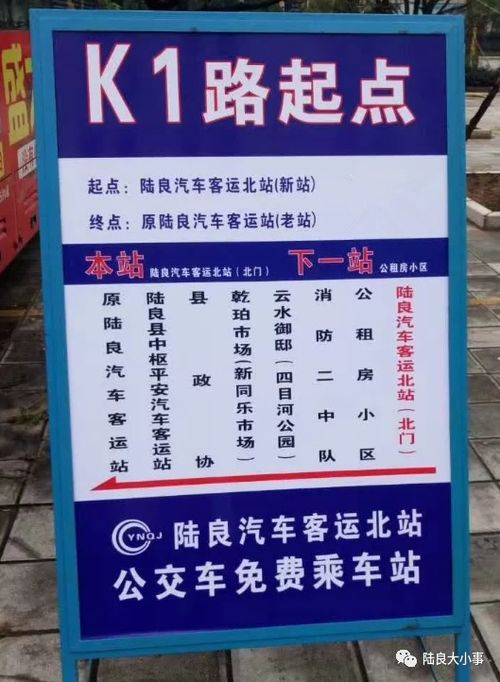 K1路起点
起点：陆良汽车客运北站(新站)
终点：原陆良汽车客运站(老站)
本站 陆良汽车客运北站（北门） 下一站 公租房小区
陆良汽车客运北站（北门）
公租房小区
消防二中队
云水御邸（四目河公园）
乾珀市场（新同乐市场）
县政协
陆良县中枢平安汽车客运站
原陆良汽车客运站
YNQJ 陆良汽车客运北站
公交车免费乘车站
陆良大小事